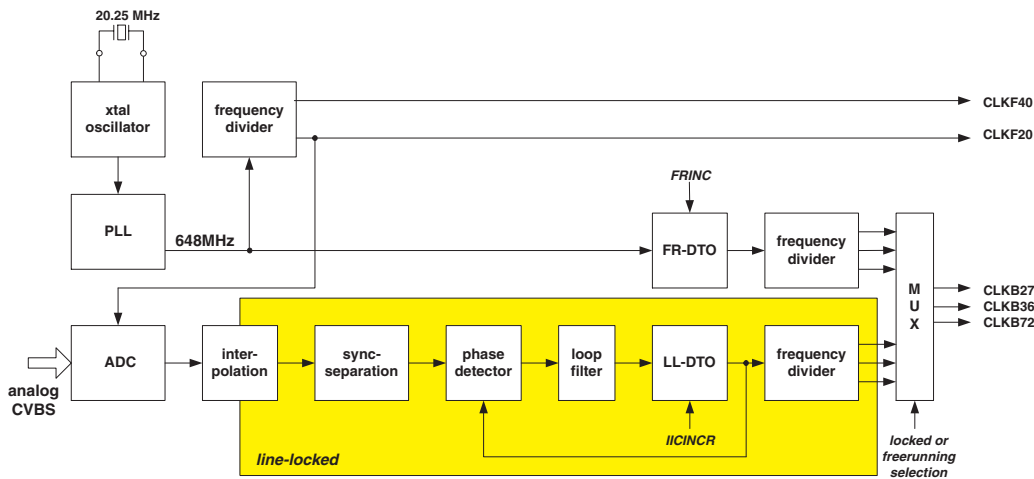 20.25 MHz
xtal
oscillator
frequency
divider
CLKF40
CLKF20
PLL
648MHz
FRINC
FR-DTO
frequency
divider
M
U
X
CLKB27
CLKB36
CLKB72
analog
CVBS
ADC
inter-
polation
sync-
separation
phase
detector
loop
filter
LL-DTO
frequency
divider
IICINCR
line-locked
locked or
freerunning
selection